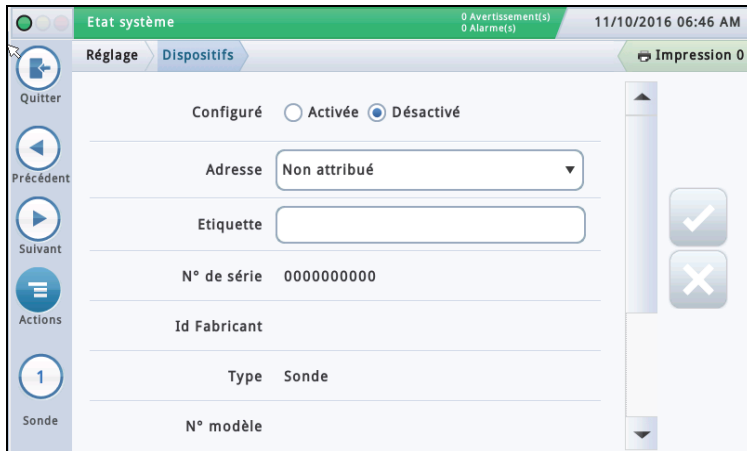 Etat système
0 Avertissement(s)
0 Alarme(s)
11/10/2016 06:46 AM
Réglage
Dispositifs
Impression 0
Quitter
Précédent
Suivant
Actions
1
Sonde
Configuré Activée Désactivé
Adresse Non attribué
Etiquette
N° de série 0000000000
Id Fabricant
Type Sonde
N° modèle